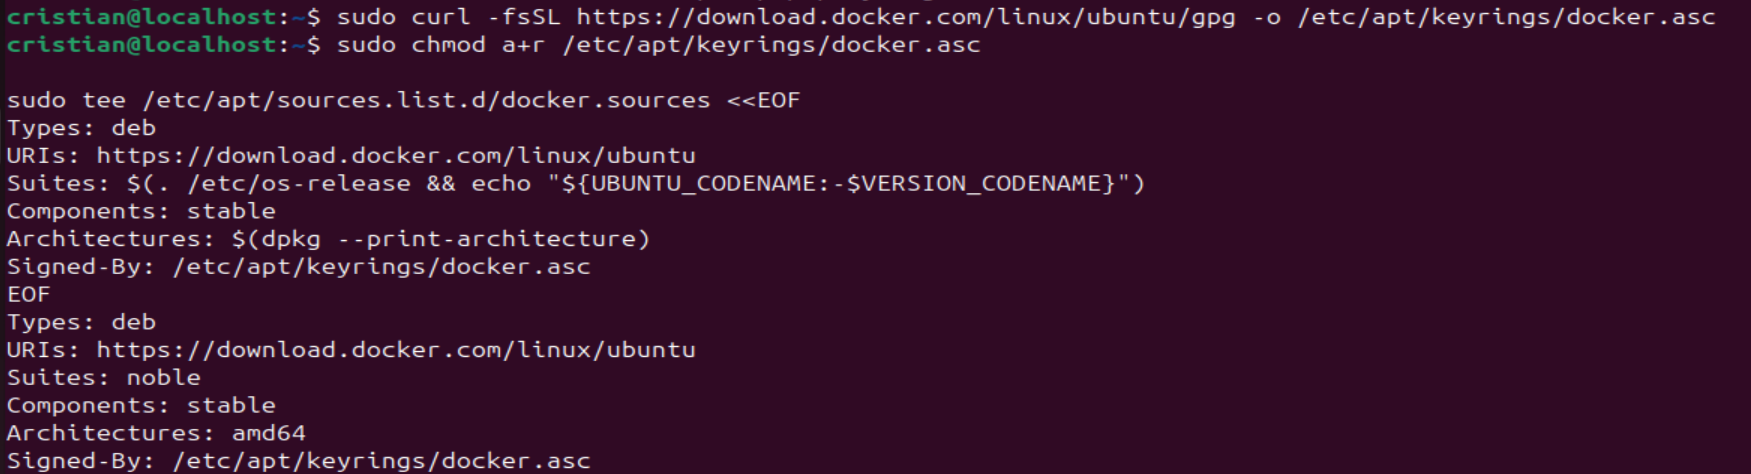 cristian@localhost:~$ sudo curl -fsSL https://download.docker.com/linux/ubuntu/gpg -o /etc/apt/keyrings/docker.asc
cristian@localhost:~$ sudo chmod a+r /etc/apt/keyrings/docker.asc
sudo tee /etc/apt/sources.list.d/docker.sources <<EOF
Types: deb
URIs: https://download.docker.com/linux/ubuntu
Suites: $(. /etc/os-release && echo "${UBUNTU_CODENAME:-$VERSION_CODENAME}")
Components: stable
Architectures: $(dpkg --print-architecture)
Signed-By: /etc/apt/keyrings/docker.asc
EOF
Types: deb
URIs: https://download.docker.com/linux/ubuntu
Suites: noble
Components: stable
Architectures: amd64
Signed-By: /etc/apt/keyrings/docker.asc